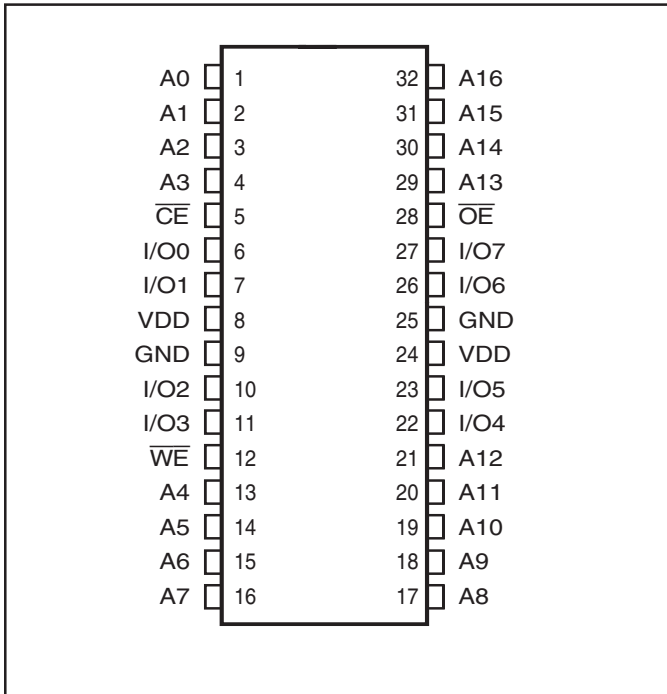 A0 1 32 A16
A1 2 31 A15
A2 3 30 A14
A3 4 29 A13
C̅E̅ 5 28 O̅E̅
I/O0 6 27 I/O7
I/O1 7 26 I/O6
VDD 8 25 GND
GND 9 24 VDD
I/O2 10 23 I/O5
I/O3 11 22 I/O4
W̅E̅ 12 21 A12
A4 13 20 A11
A5 14 19 A10
A6 15 18 A9
A7 16 17 A8